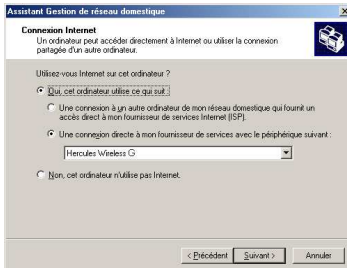 Assistant Gestion de réseau domestique
Connexion Internet
Un ordinateur peut accéder directement à Internet ou utiliser la connexion
partagée d'un autre ordinateur.
Utilisez-vous Internet sur cet ordinateur ?
Oui, cet ordinateur utilise ce qui suit :
Une connexion à un autre ordinateur de mon réseau domestique qui fournit un
accès direct à mon fournisseur de services Internet (ISP).
Une connexion directe à mon fournisseur de services avec le périphérique suivant :
Hercules Wireless G
Non, cet ordinateur n'utilise pas Internet.
< Précédent Suivant > Annuler